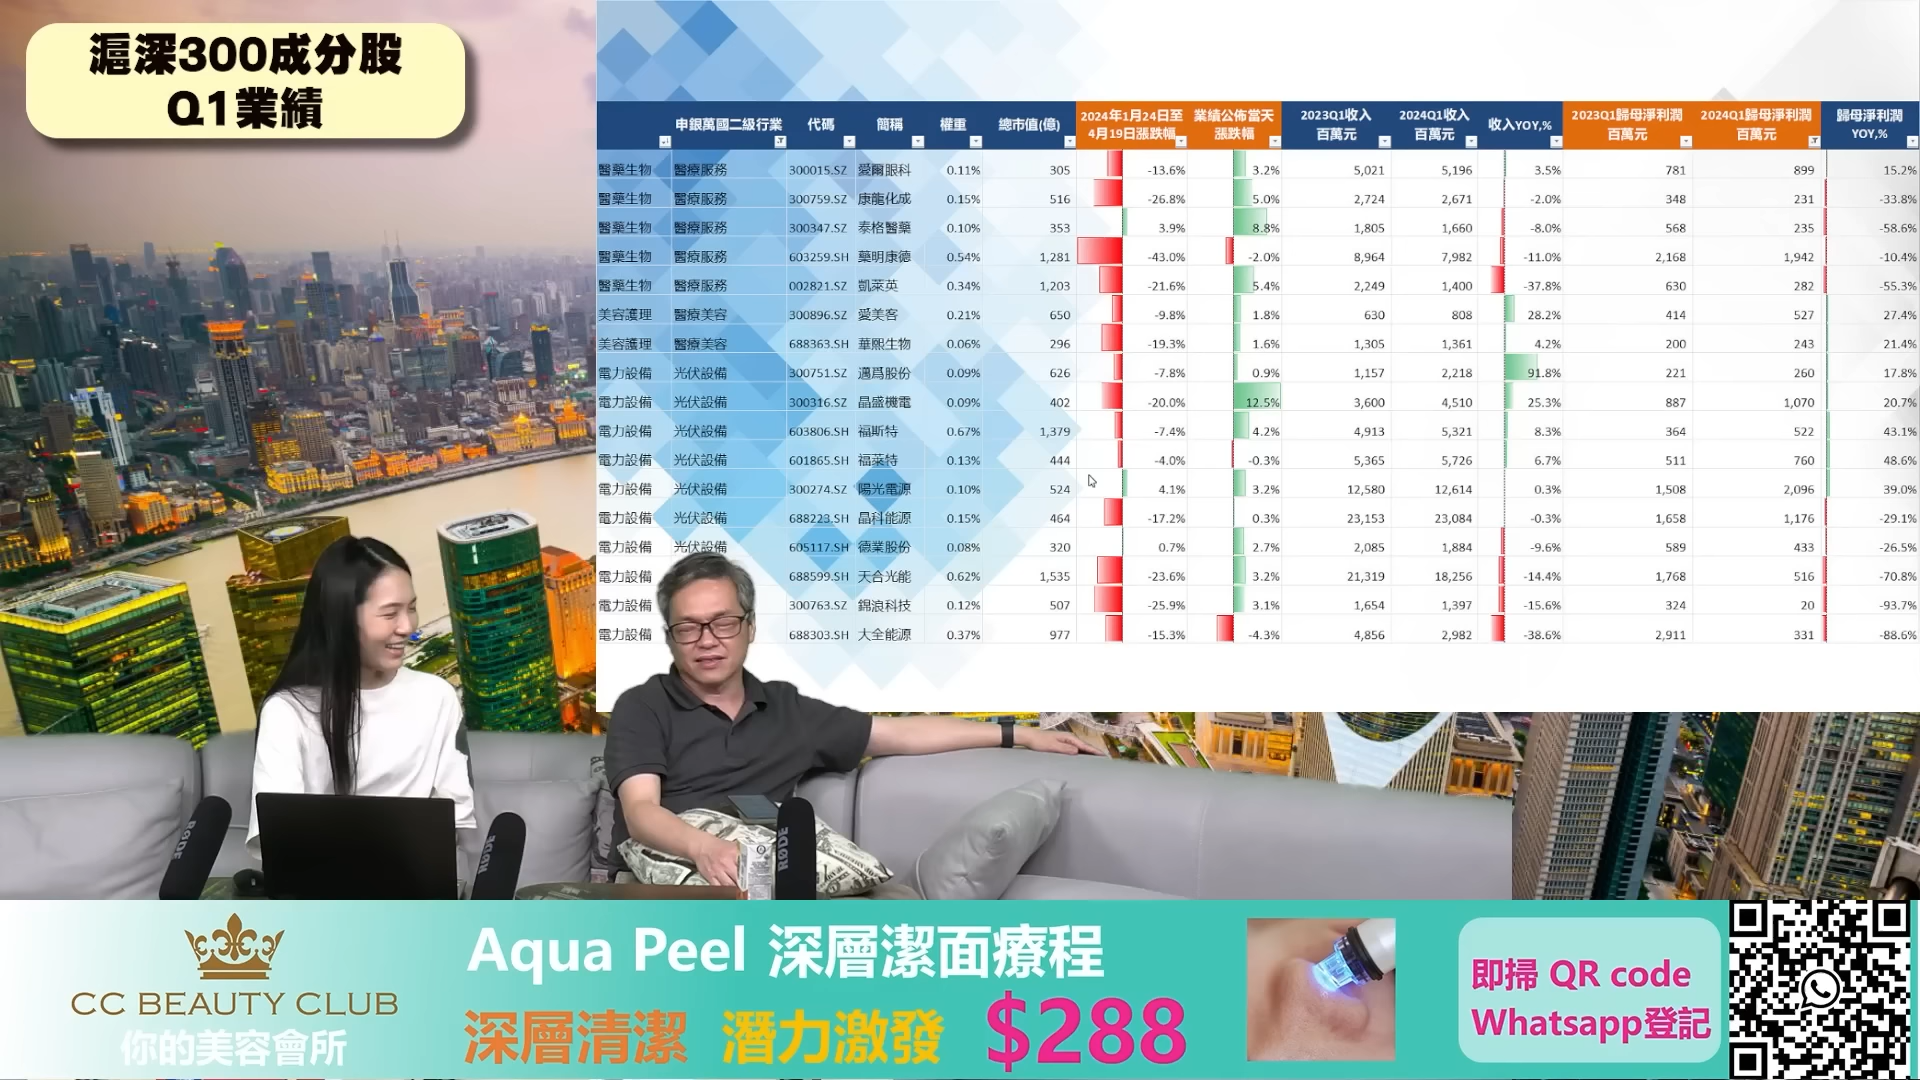 滬深300成分股
Q1業績
申銀萬國二級行業 代碼 簡稱 權重 總市值(億) 2024年1月24日至4月19日漲跌幅 業績公佈當天漲跌幅 2023Q1收入百萬元 2024Q1收入百萬元 收入YOY,% 2023Q1歸母淨利潤百萬元 2024Q1歸母淨利潤百萬元 歸母淨利潤YOY,%
醫藥生物 醫療服務 300015.SZ 愛爾眼科 0.11% 305 -13.6% 3.2% 5,021 5,196 3.5% 781 899 15.2%
醫藥生物 醫療服務 300759.SZ 康龍化成 0.15% 516 -26.8% 5.0% 2,724 2,671 -2.0% 348 231 -33.8%
醫藥生物 醫療服務 300347.SZ 泰格醫藥 0.10% 353 3.9% 8.8% 1,805 1,660 -8.0% 568 235 -58.6%
醫藥生物 醫療服務 603259.SH 藥明康德 0.54% 1,281 -43.0% -2.0% 8,964 7,982 -11.0% 2,168 1,942 -10.4%
醫藥生物 醫療服務 002821.SZ 凱萊英 0.34% 1,203 -21.6% 5.4% 2,249 1,400 -37.8% 630 282 -55.3%
美容護理 醫療美容 300896.SZ 愛美客 0.21% 650 -9.8% 1.8% 630 808 28.2% 414 527 27.4%
美容護理 醫療美容 688363.SH 華熙生物 0.06% 296 -19.3% 1.6% 1,305 1,361 4.2% 200 243 21.4%
電力設備 光伏設備 300751.SZ 邁爲股份 0.09% 626 -7.8% 0.9% 1,157 2,218 91.8% 221 260 17.8%
電力設備 光伏設備 300316.SZ 晶盛機電 0.09% 402 -20.0% 12.5% 3,600 4,510 25.3% 887 1,070 20.7%
電力設備 光伏設備 603806.SH 福斯特 0.67% 1,379 -7.4% 4.2% 4,913 5,321 8.3% 364 522 43.1%
電力設備 光伏設備 601865.SH 福萊特 0.13% 444 -4.0% -0.3% 5,365 5,726 6.7% 511 760 48.6%
電力設備 光伏設備 300274.SZ 陽光電源 0.10% 524 4.1% 3.2% 12,580 12,614 0.3% 1,508 2,096 39.0%
電力設備 光伏設備 688223.SH 晶科能源 0.15% 464 -17.2% 0.3% 23,153 23,084 -0.3% 1,658 1,176 -29.1%
電力設備 光伏設備 605117.SH 德業股份 0.08% 320 0.7% 2.7% 2,085 1,884 -9.6% 589 433 -26.5%
電力設備 688599.SH 天合光能 0.62% 1,535 -23.6% 3.2% 21,319 18,256 -14.4% 1,768 516 -70.8%
電力設備 300763.SZ 錦浪科技 0.12% 507 -25.9% 3.1% 1,654 1,397 -15.6% 324 20 -93.7%
電力設備 688303.SH 大全能源 0.37% 977 -15.3% -4.3% 4,856 2,982 -38.6% 2,911 331 -88.6%
RØDE
RØDE
RØDE
CC BEAUTY CLUB
你的美容會所
Aqua Peel 深層潔面療程
深層清潔 潛力激發 $288
即掃 QR code
Whatsapp登記